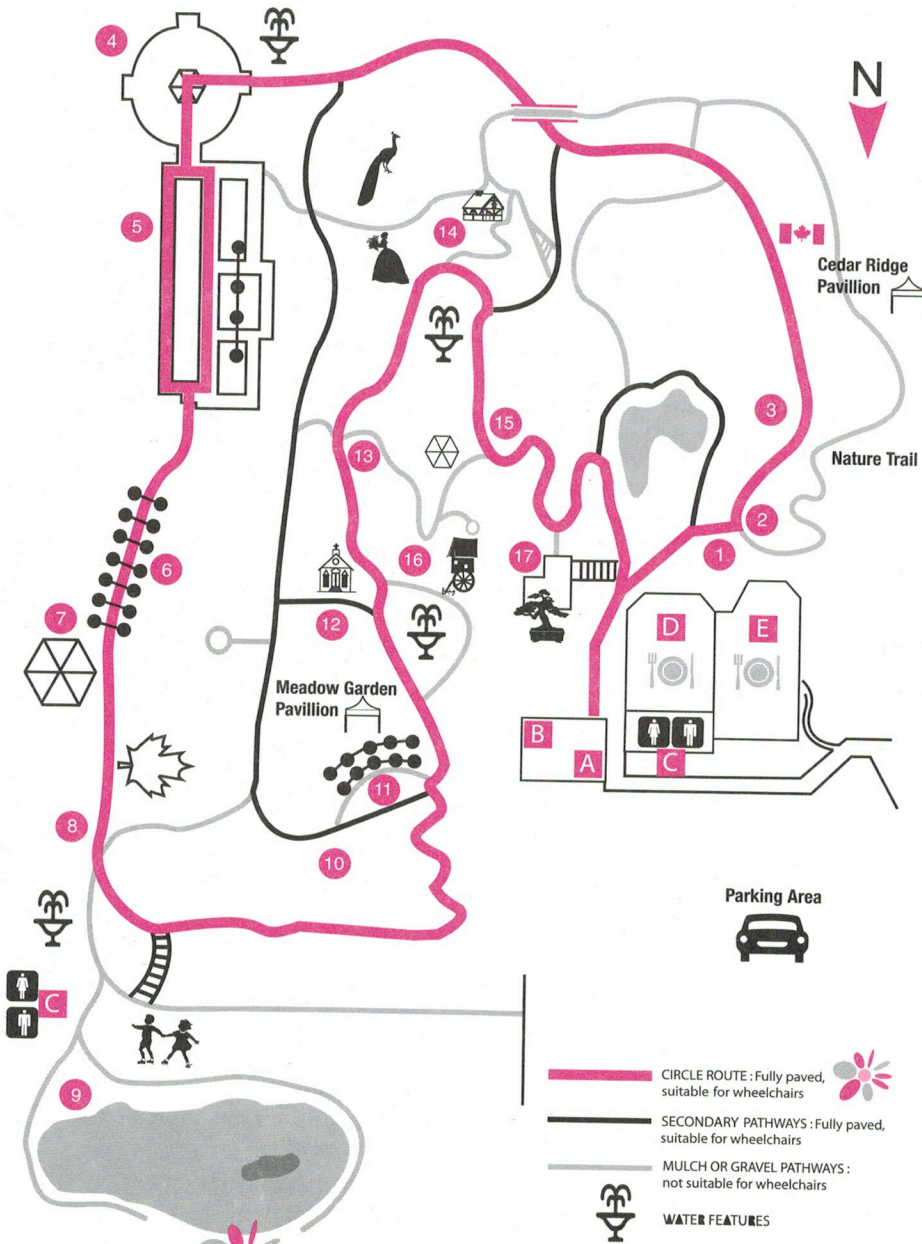 4
N
5
14
Cedar Ridge
Pavillion
3
15
13
Nature Trail
2
1
6
16
17
7
12
D
E
Meadow Garden
Pavillion
B
A
C
11
8
10
Parking Area
C
9
CIRCLE ROUTE : Fully paved,
suitable for wheelchairs
SECONDARY PATHWAYS : Fully paved,
suitable for wheelchairs
MULCH OR GRAVEL PATHWAYS :
not suitable for wheelchairs
WATER FEATURES